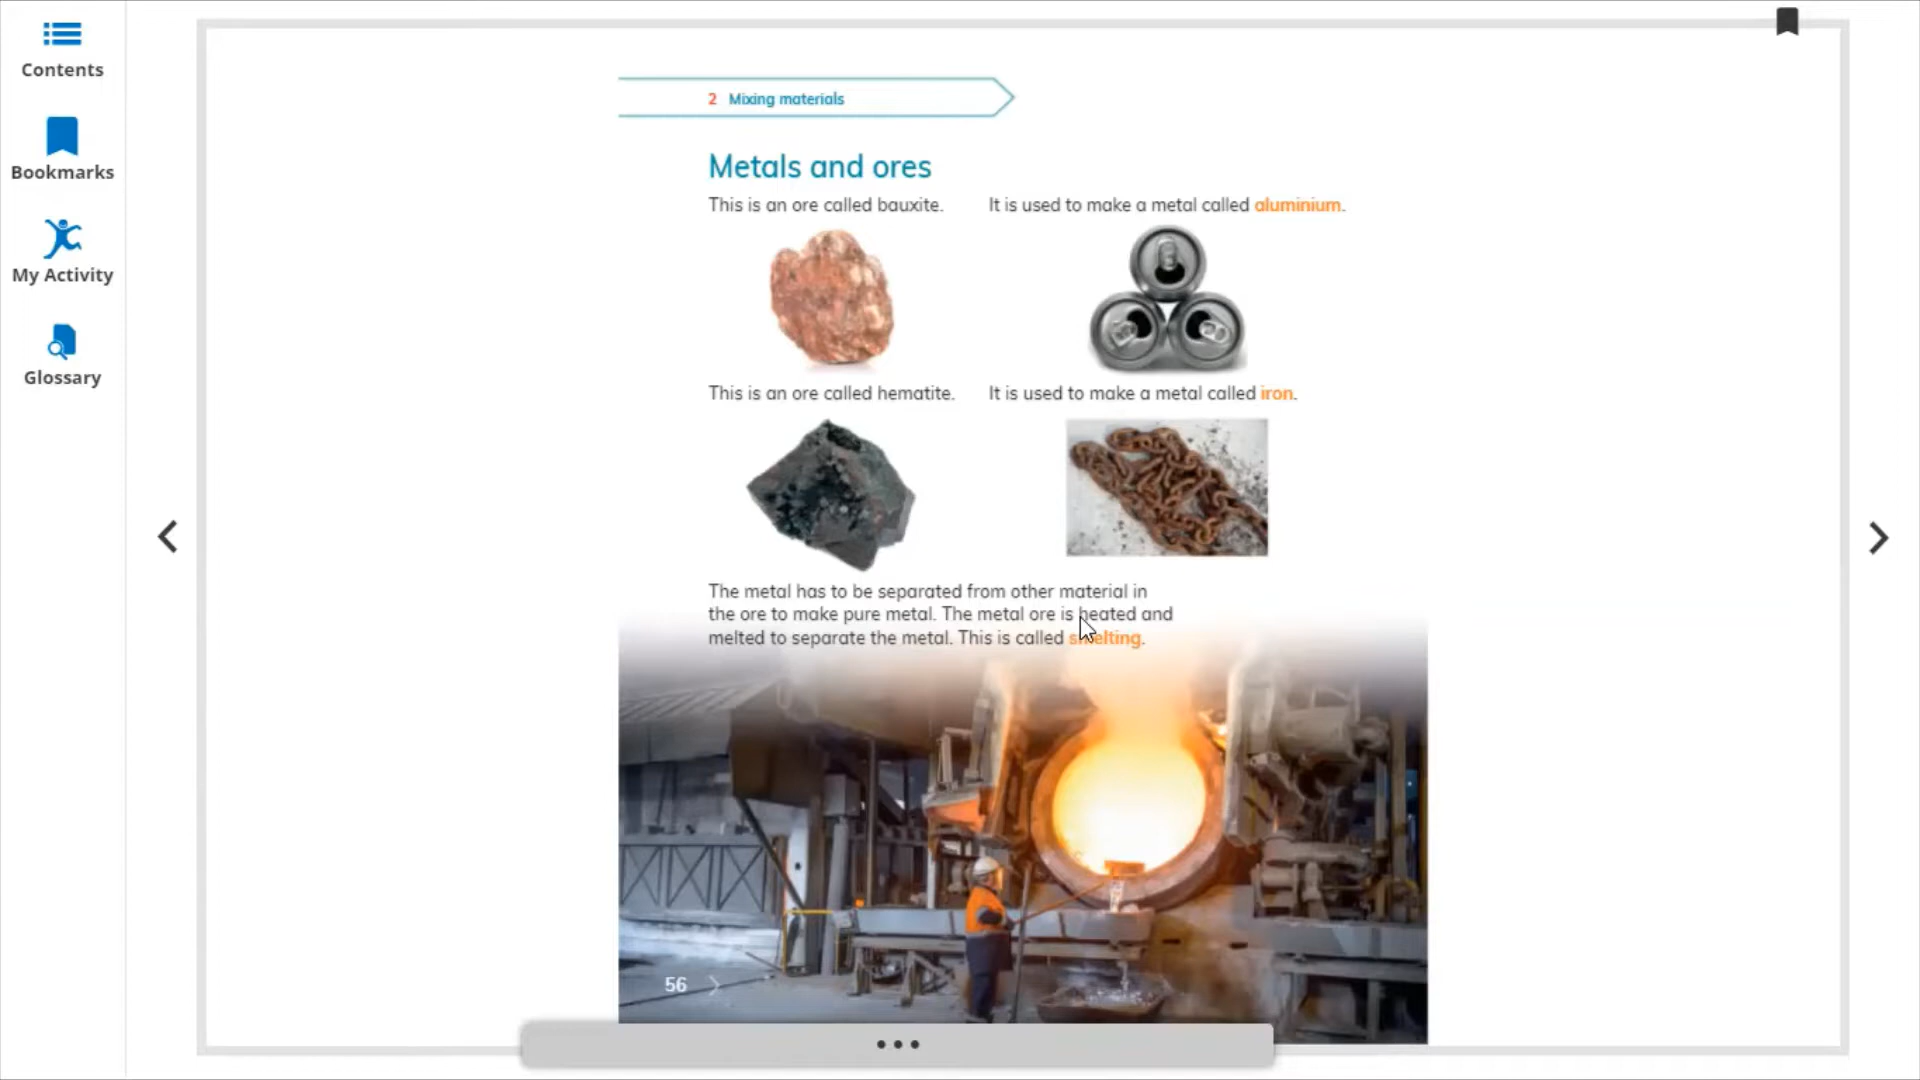 Contents
Bookmarks
My Activity
Glossary
2 Mixing materials
Metals and ores
This is an ore called bauxite.
It is used to make a metal called aluminium.
This is an ore called hematite.
It is used to make a metal called iron.
The metal has to be separated from other material in
the ore to make pure metal. The metal ore is heated and
melted to separate the metal. This is called smelting.
56